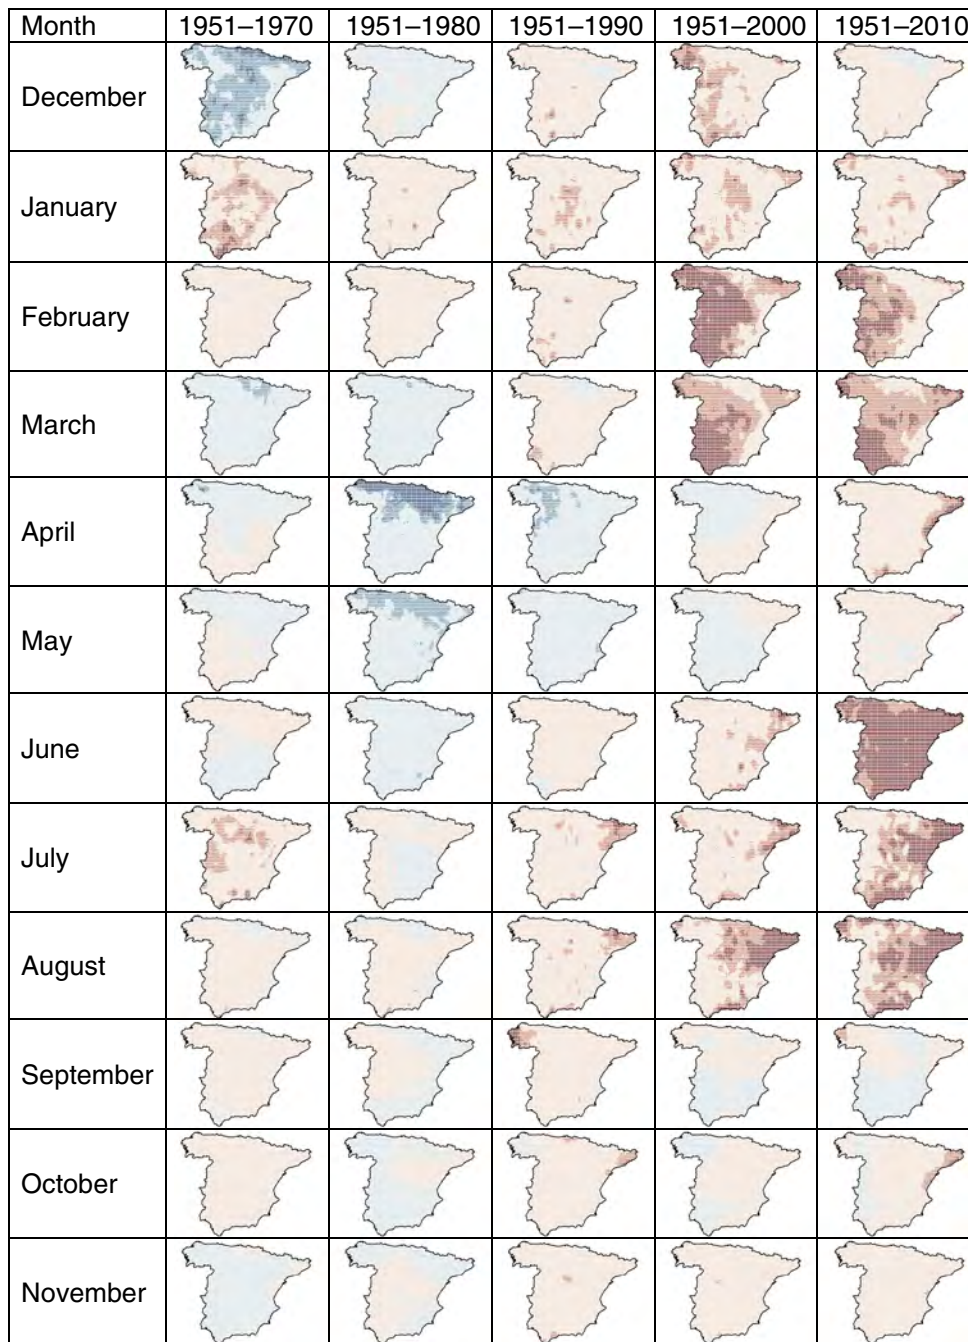 Month 1951–1970 1951–1980 1951–1990 1951–2000 1951–2010
December
January
February
March
April
May
June
July
August
September
October
November